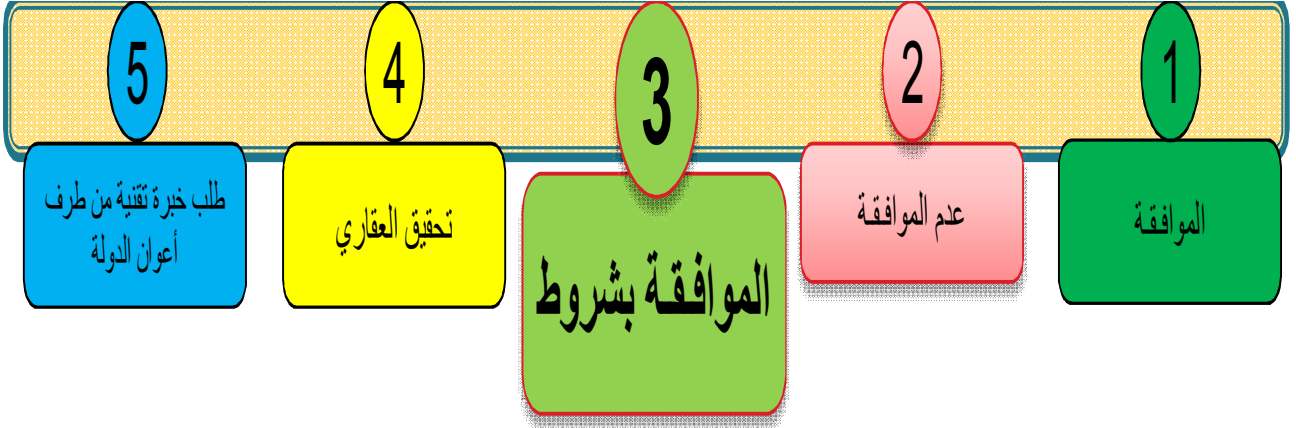 1
الموافقة
2
عدم الموافقة
3
الموافقة بشروط
4
تحقيق العقاري
5
طلب خبرة تقنية من طرف
أعوان الدولة